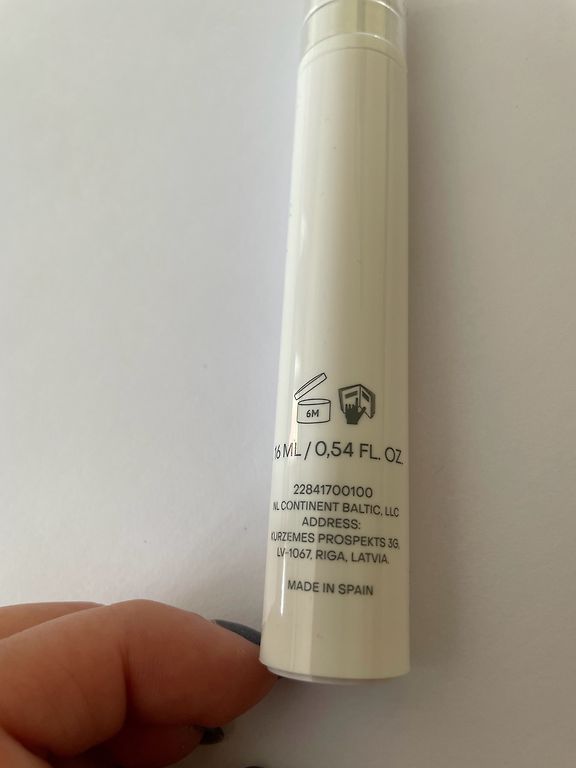 6M
16 ML / 0,54 FL. OZ.
22841700100
NL CONTINENT BALTIC, LLC
ADDRESS:
KURZEMES PROSPEKTS 3G,
LV-1067, RIGA, LATVIA.
MADE IN SPAIN